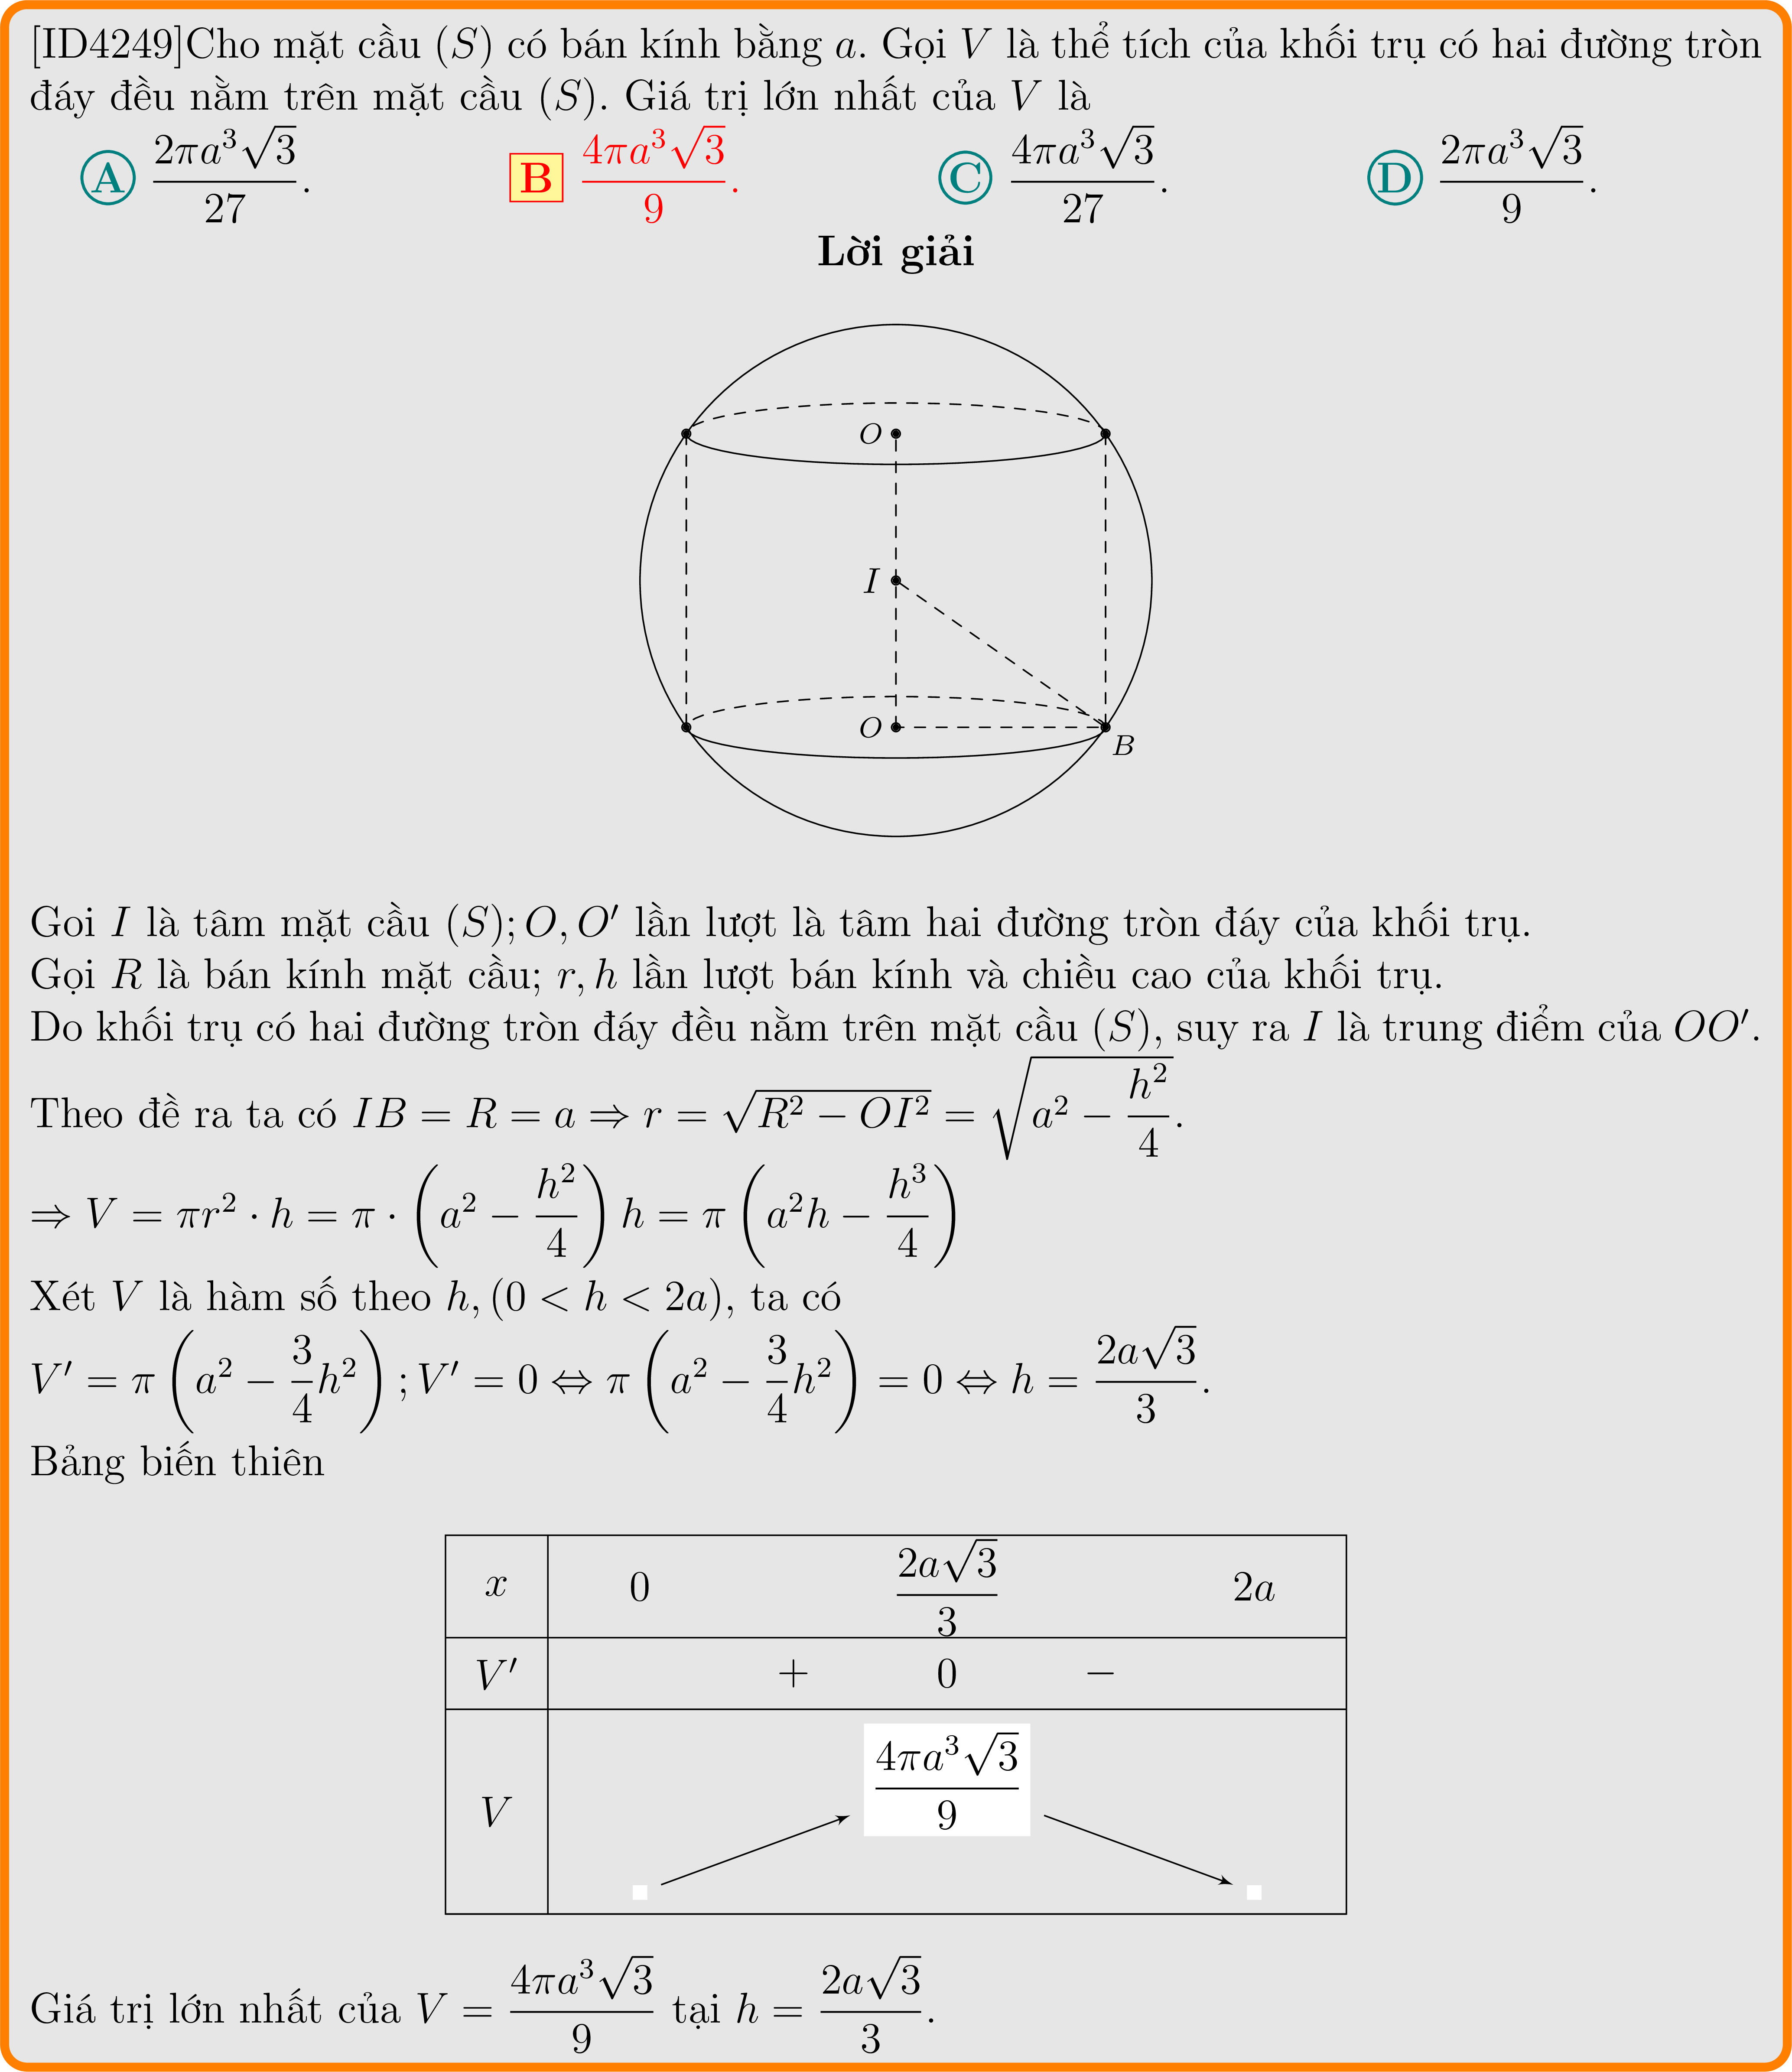 [ID4249]Cho mặt cầu (S) có bán kính bằng a. Gọi V là thể tích của khối trụ có hai đường tròn
đáy đều nằm trên mặt cầu (S). Giá trị lớn nhất của V là
A $\frac{2\pi a^3\sqrt{3}}{27}$. B $\frac{4\pi a^3\sqrt{3}}{9}$. C $\frac{4\pi a^3\sqrt{3}}{27}$. D $\frac{2\pi a^3\sqrt{3}}{9}$.
Lời giải
O
I
O
B
Goi I là tâm mặt cầu (S); O, O′ lần lượt là tâm hai đường tròn đáy của khối trụ.
Gọi R là bán kính mặt cầu; r, h lần lượt bán kính và chiều cao của khối trụ.
Do khối trụ có hai đường tròn đáy đều nằm trên mặt cầu (S), suy ra I là trung điểm của OO′.
Theo đề ra ta có $IB = R = a \Rightarrow r = \sqrt{R^2 - OI^2} = \sqrt{a^2 - \frac{h^2}{4}}$.
$\Rightarrow V = \pi r^2 \cdot h = \pi \cdot \left(a^2 - \frac{h^2}{4}\right) h = \pi \left(a^2 h - \frac{h^3}{4}\right)$
Xét V là hàm số theo h, (0 < h < 2a), ta có
$V' = \pi \left(a^2 - \frac{3}{4}h^2\right); V' = 0 \Leftrightarrow \pi \left(a^2 - \frac{3}{4}h^2\right) = 0 \Leftrightarrow h = \frac{2a\sqrt{3}}{3}$.
Bảng biến thiên
x 0 $\frac{2a\sqrt{3}}{3}$ 2a
V′ + 0 −
V $\frac{4\pi a^3\sqrt{3}}{9}$
Giá trị lớn nhất của $V = \frac{4\pi a^3\sqrt{3}}{9}$ tại $h = \frac{2a\sqrt{3}}{3}$.